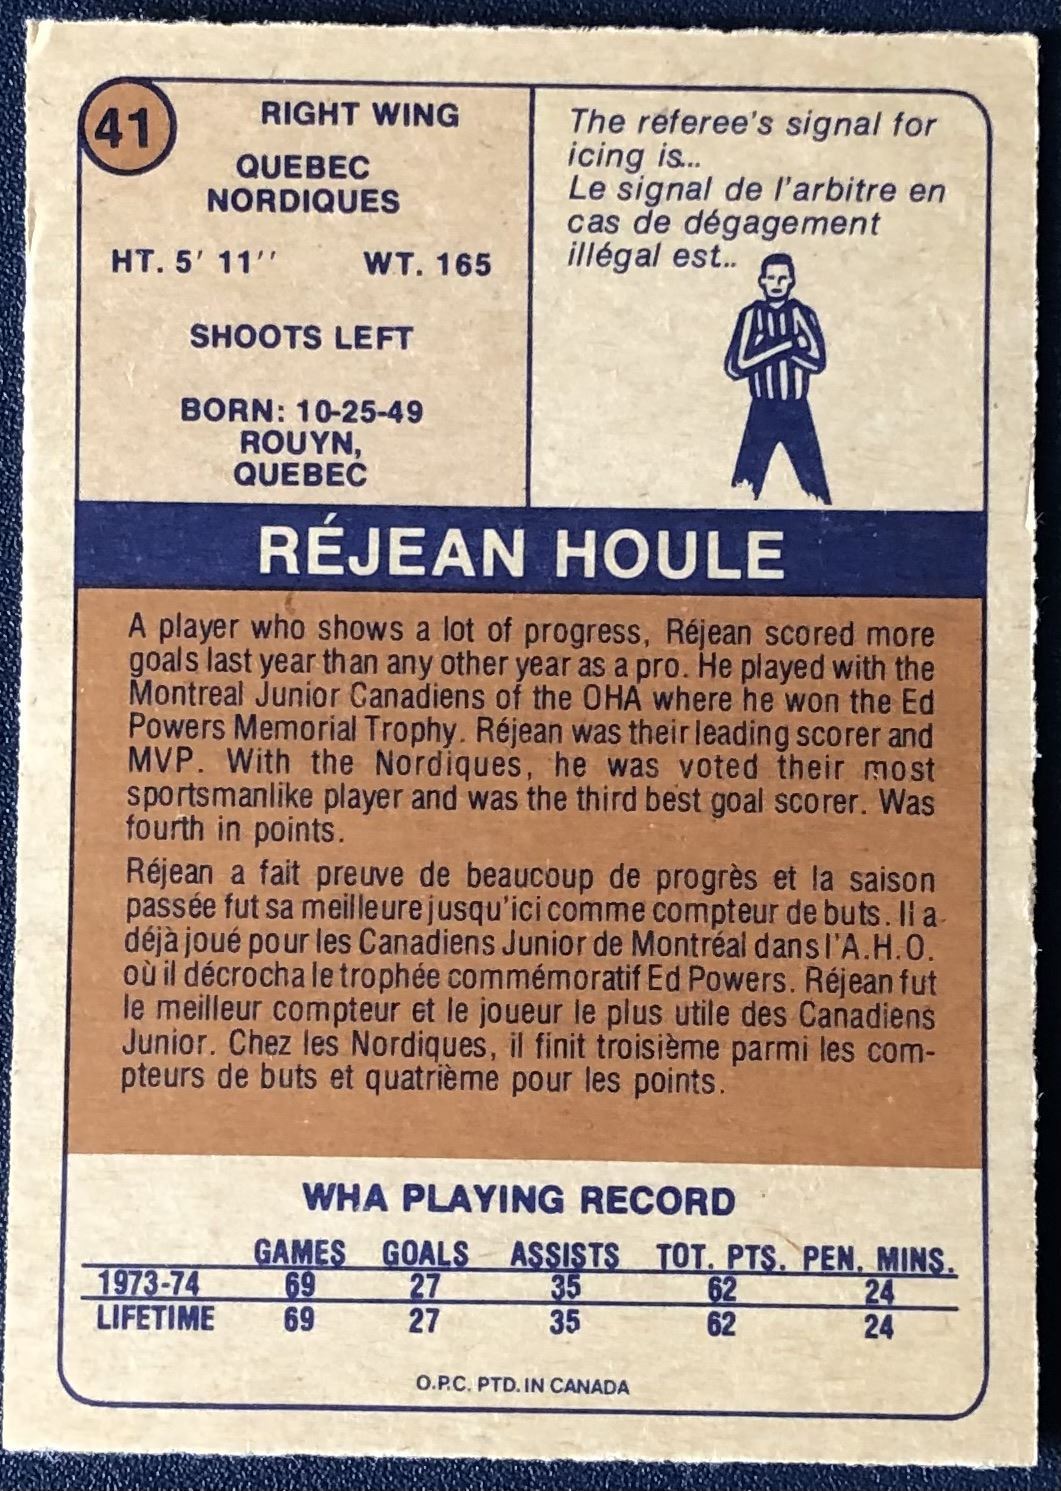 41
RIGHT WING
QUEBEC
NORDIQUES
HT. 5' 11'' WT. 165
SHOOTS LEFT
BORN: 10-25-49
ROUYN,
QUEBEC
The referee's signal for
icing is...
Le signal de l'arbitre en
cas de dégagement
illégal est..
RÉJEAN HOULE
A player who shows a lot of progress, Réjean scored more
goals last year than any other year as a pro. He played with the
Montreal Junior Canadiens of the OHA where he won the Ed
Powers Memorial Trophy. Réjean was their leading scorer and
MVP. With the Nordiques, he was voted their most
sportsmanlike player and was the third best goal scorer. Was
fourth in points.
Réjean a fait preuve de beaucoup de progrès et la saison
passée fut sa meilleure jusqu'ici comme compteur de buts. Il a
déjà joué pour les Canadiens Junior de Montréal dans l'A.H.O.
où il décrocha le trophée commémoratif Ed Powers. Réjean fut
le meilleur compteur et le joueur le plus utile des Canadiens
Junior. Chez les Nordiques, il finit troisième parmi les com-
pteurs de buts et quatrième pour les points.
WHA PLAYING RECORD
GAMES GOALS ASSISTS TOT. PTS. PEN. MINS.
1973-74 69 27 35 62 24
LIFETIME 69 27 35 62 24
O.P.C. PTD. IN CANADA